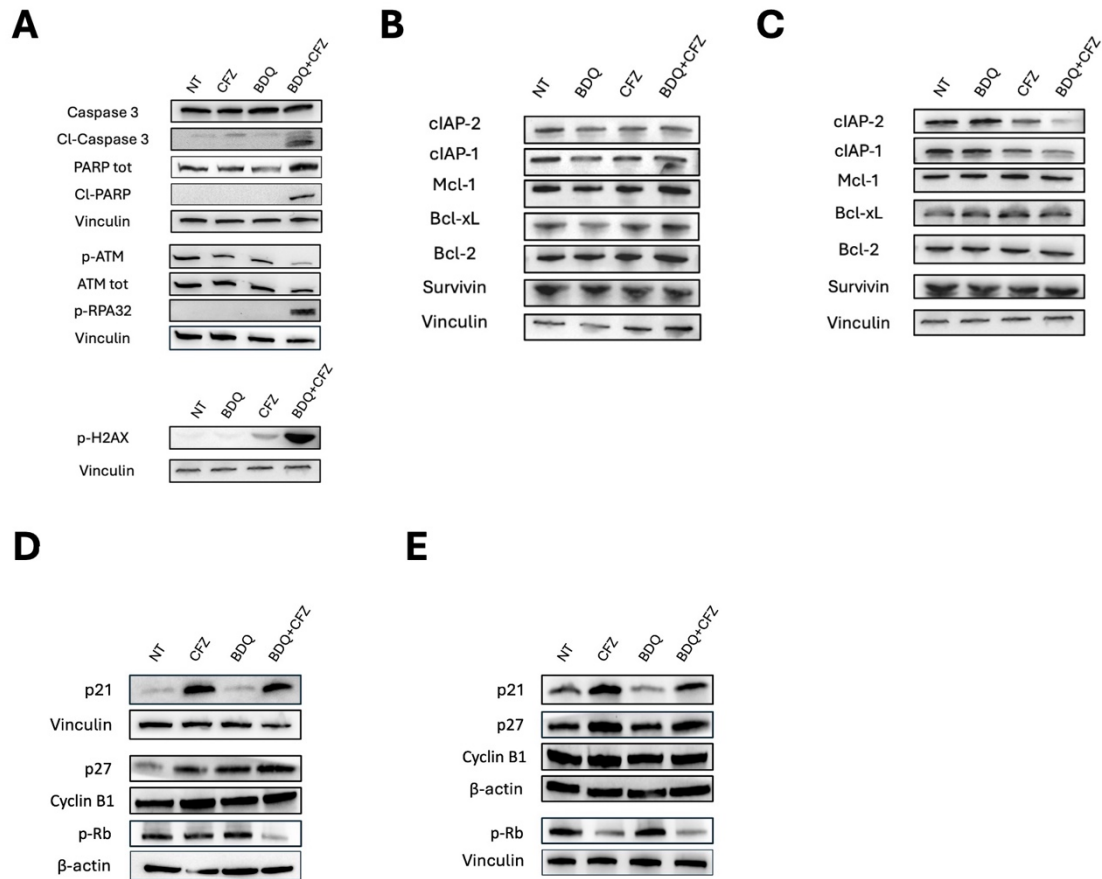 A
NT CFZ BDQ BDQ+CFZ
Caspase 3
Cl-Caspase 3
PARP tot
Cl-PARP
Vinculin
p-ATM
ATM tot
p-RPA32
Vinculin
NT BDQ CFZ BDQ+CFZ
p-H2AX
Vinculin
B
NT BDQ CFZ BDQ+CFZ
cIAP-2
cIAP-1
Mcl-1
Bcl-xL
Bcl-2
Survivin
Vinculin
C
NT BDQ CFZ BDQ+CFZ
cIAP-2
cIAP-1
Mcl-1
Bcl-xL
Bcl-2
Survivin
Vinculin
D
NT CFZ BDQ BDQ+CFZ
p21
Vinculin
p27
Cyclin B1
p-Rb
β-actin
E
NT CFZ BDQ BDQ+CFZ
p21
p27
Cyclin B1
β-actin
p-Rb
Vinculin